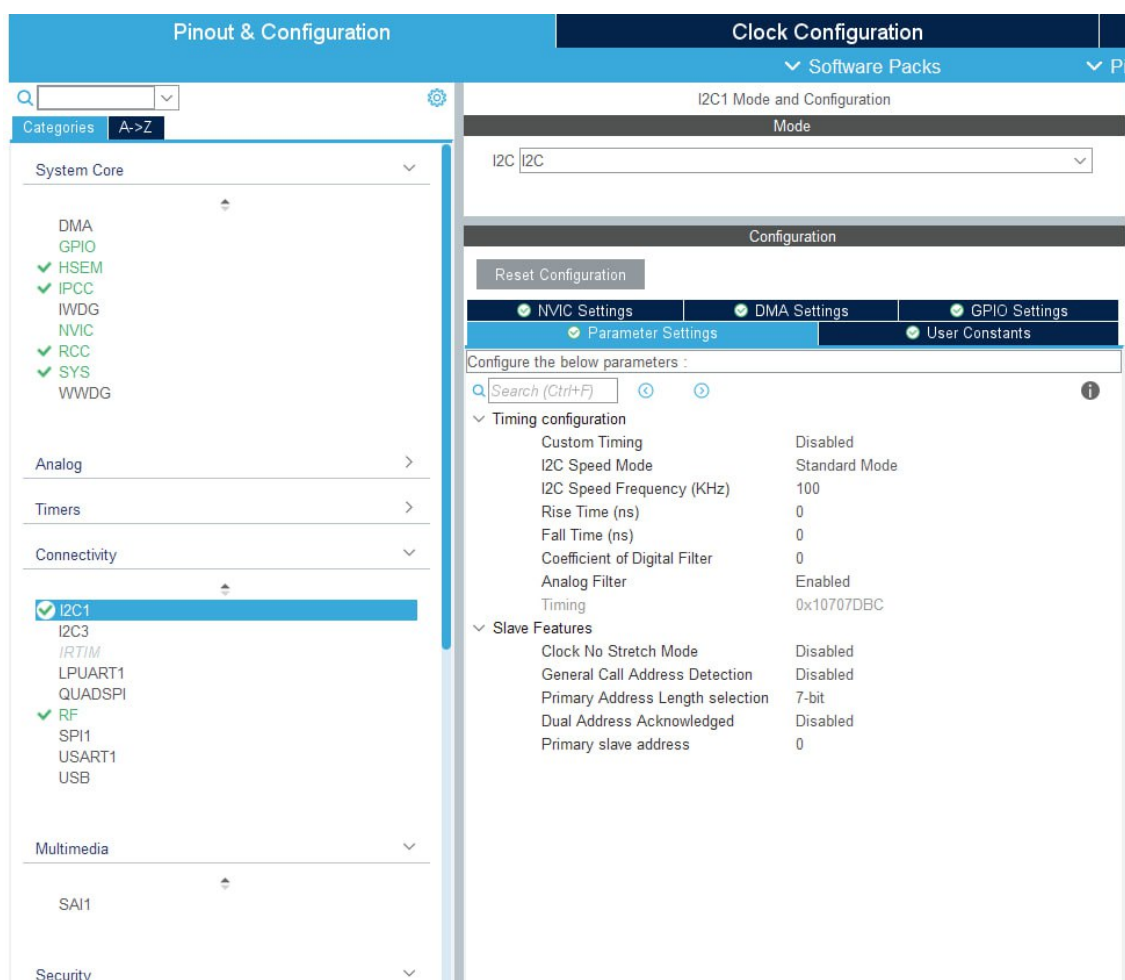 Pinout & Configuration
Clock Configuration
Software Packs
Pi
Categories
A->Z
System Core
DMA
GPIO
HSEM
IPCC
IWDG
NVIC
RCC
SYS
WWDG
Analog
Timers
Connectivity
I2C1
I2C3
IRTIM
LPUART1
QUADSPI
RF
SPI1
USART1
USB
Multimedia
SAI1
Security
I2C1 Mode and Configuration
Mode
I2C I2C
Configuration
Reset Configuration
NVIC Settings
DMA Settings
GPIO Settings
Parameter Settings
User Constants
Configure the below parameters :
Search (Ctrl+F)
Timing configuration
Custom Timing Disabled
I2C Speed Mode Standard Mode
I2C Speed Frequency (KHz) 100
Rise Time (ns) 0
Fall Time (ns) 0
Coefficient of Digital Filter 0
Analog Filter Enabled
Timing 0x10707DBC
Slave Features
Clock No Stretch Mode Disabled
General Call Address Detection Disabled
Primary Address Length selection 7-bit
Dual Address Acknowledged Disabled
Primary slave address 0